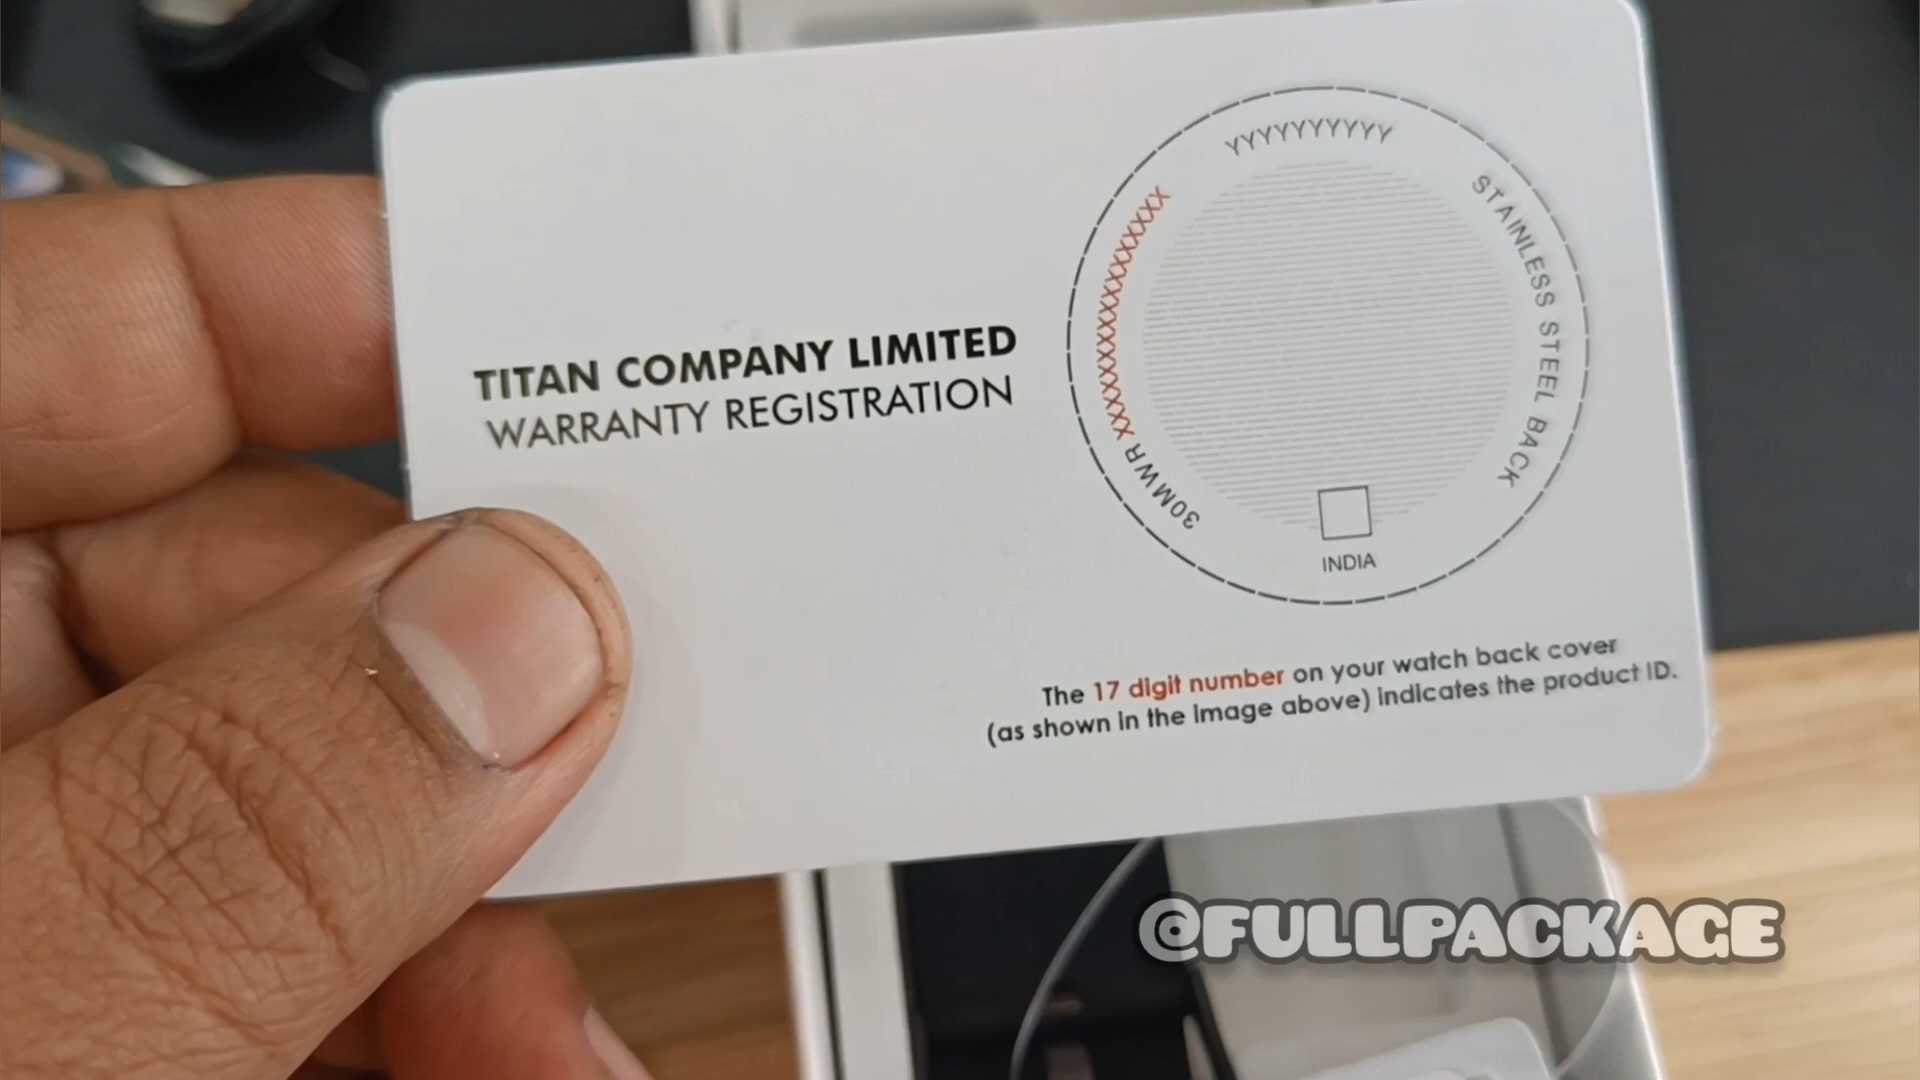 TITAN COMPANY LIMITED
WARRANTY REGISTRATION
YYYYYYYYYY
STAINLESS STEEL BACK
30MWR XXXXXXXXXXXXXXXXX
INDIA
The 17 digit number on your watch back cover
(as shown in the image above) indicates the product ID.
@FULLPACKAGE